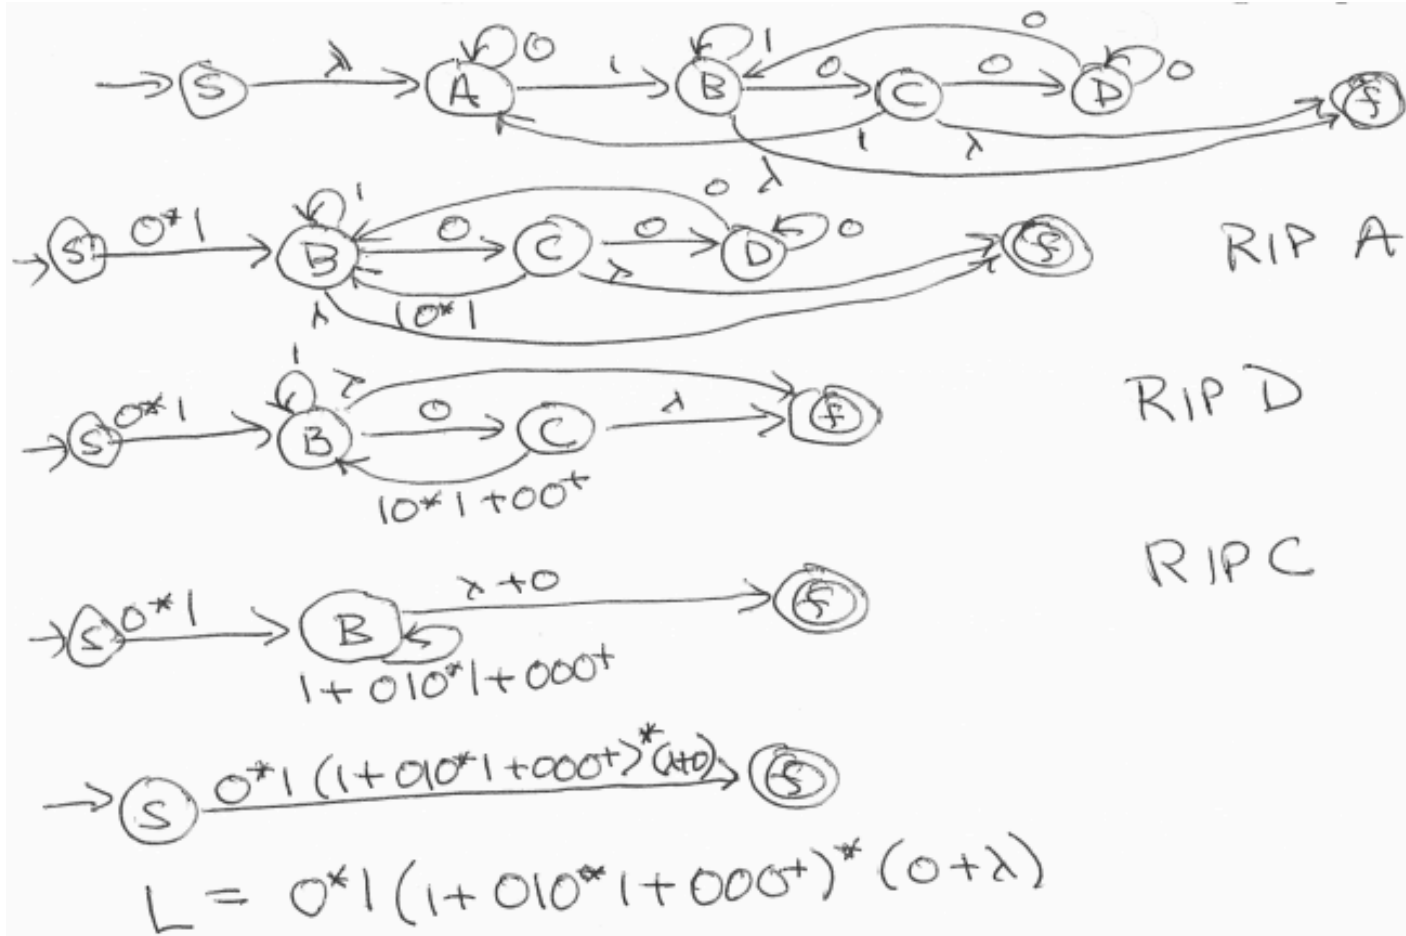 S λ A 0 1 B 1 0 C 0 D 0 0 1 λ λ f
S 0*1 B 1 0 C 0 D 0 0 λ λ 10*1 f RIP A
S 0*1 B 1 λ 0 C λ f RIP D
10*1+00⁺
RIP C
S 0*1 B λ+0 f
1+010*1+000⁺
S 0*1(1+010*1+000⁺)*(λ+0) f
L = 0*1(1+010*1+000⁺)*(0+λ)